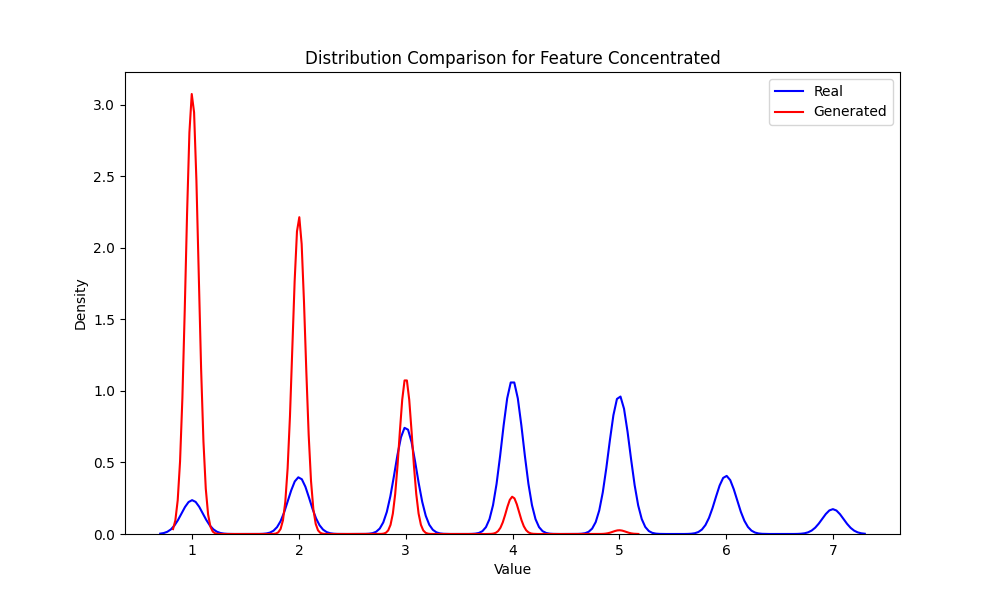 Distribution Comparison for Feature Concentrated
Real
Generated
3.0
2.5
2.0
1.5
1.0
0.5
0.0
Density
1 2 3 4 5 6 7
Value